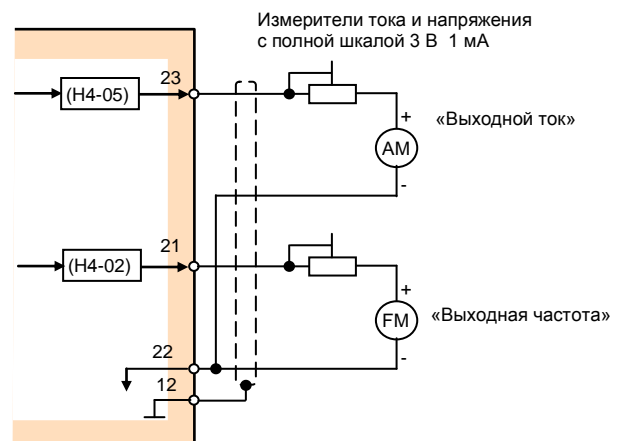 Измерители тока и напряжения
с полной шкалой 3 В 1 мА
23
(H4-05)
+
«Выходной ток»
AM
-
21
(H4-02)
+
FM
«Выходная частота»
-
22
12